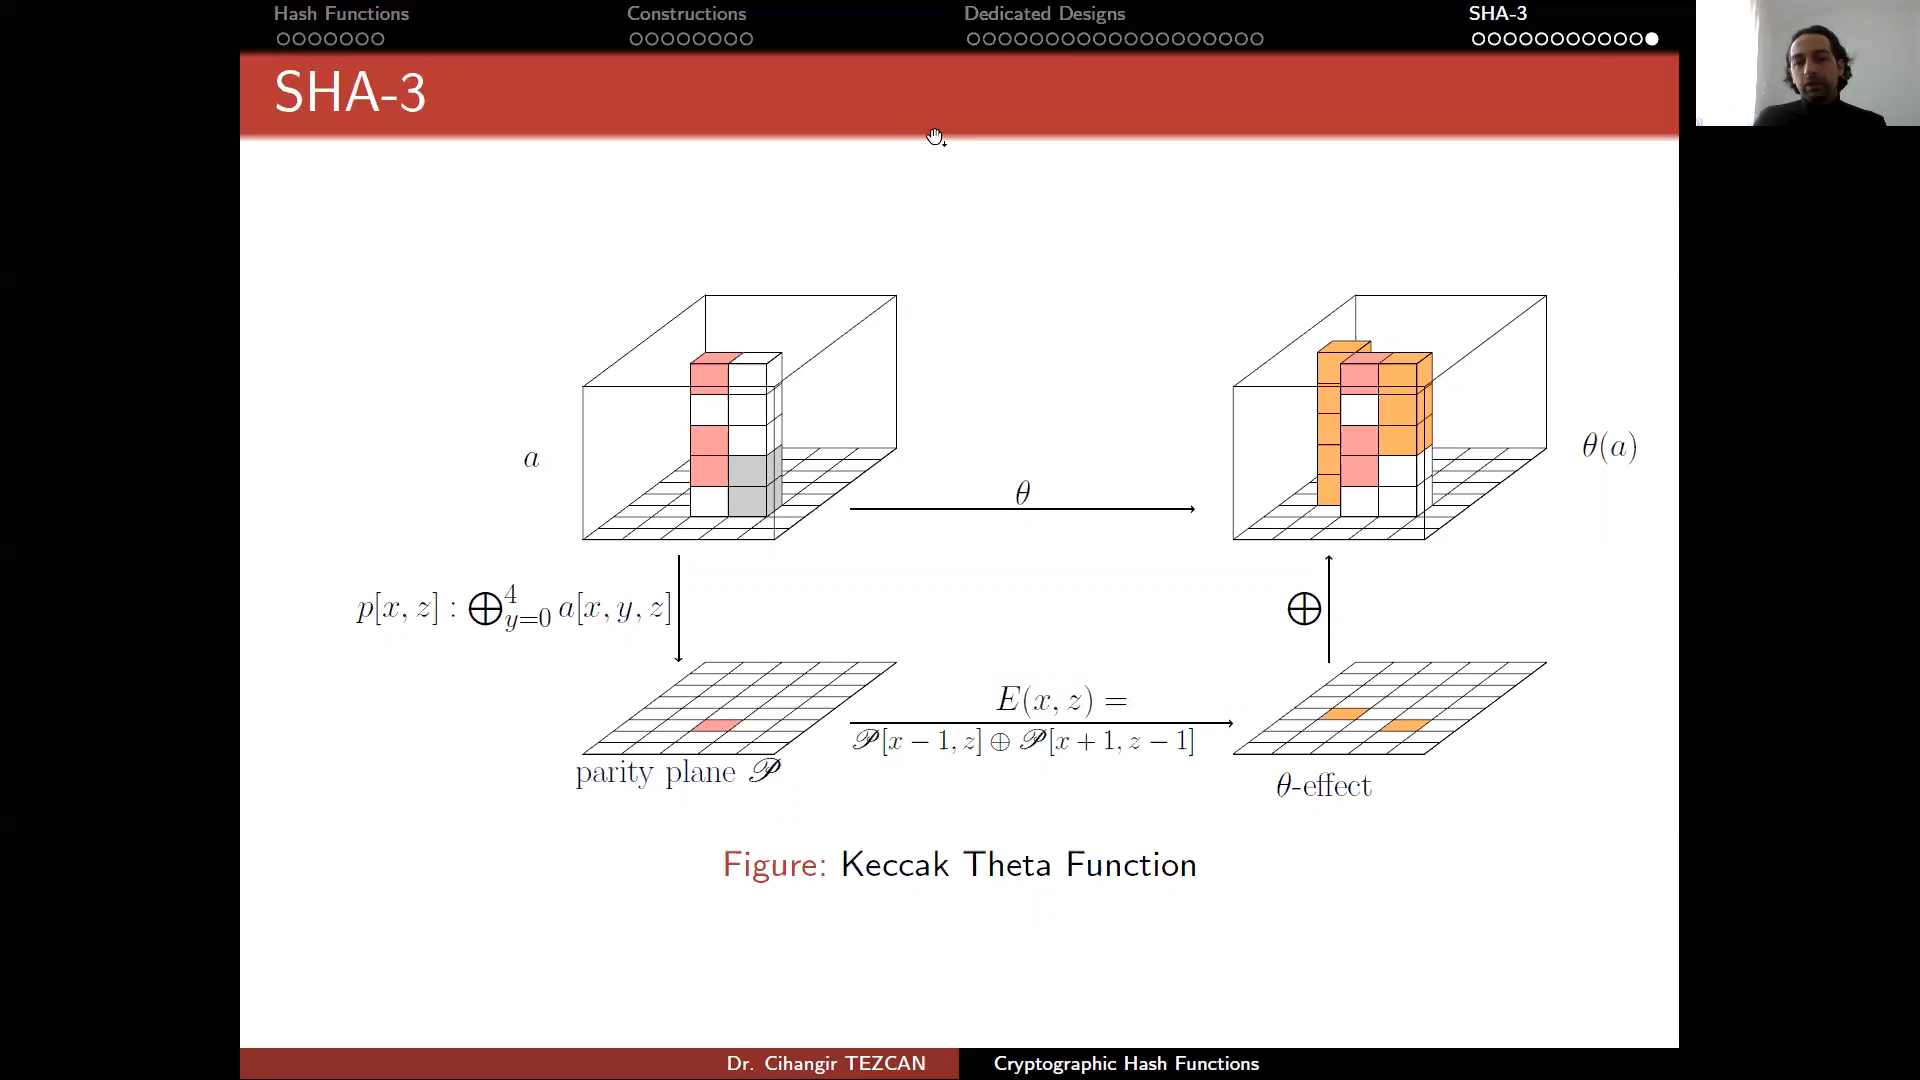 Hash Functions Constructions Dedicated Designs SHA-3
SHA-3
a
θ
θ(a)
p[x, z] : ⨁⁴_{y=0} a[x, y, z]
⊕
E(x, z) =
𝒫[x − 1, z] ⊕ 𝒫[x + 1, z − 1]
parity plane 𝒫
θ-effect
Figure: Keccak Theta Function
Dr. Cihangir TEZCAN Cryptographic Hash Functions